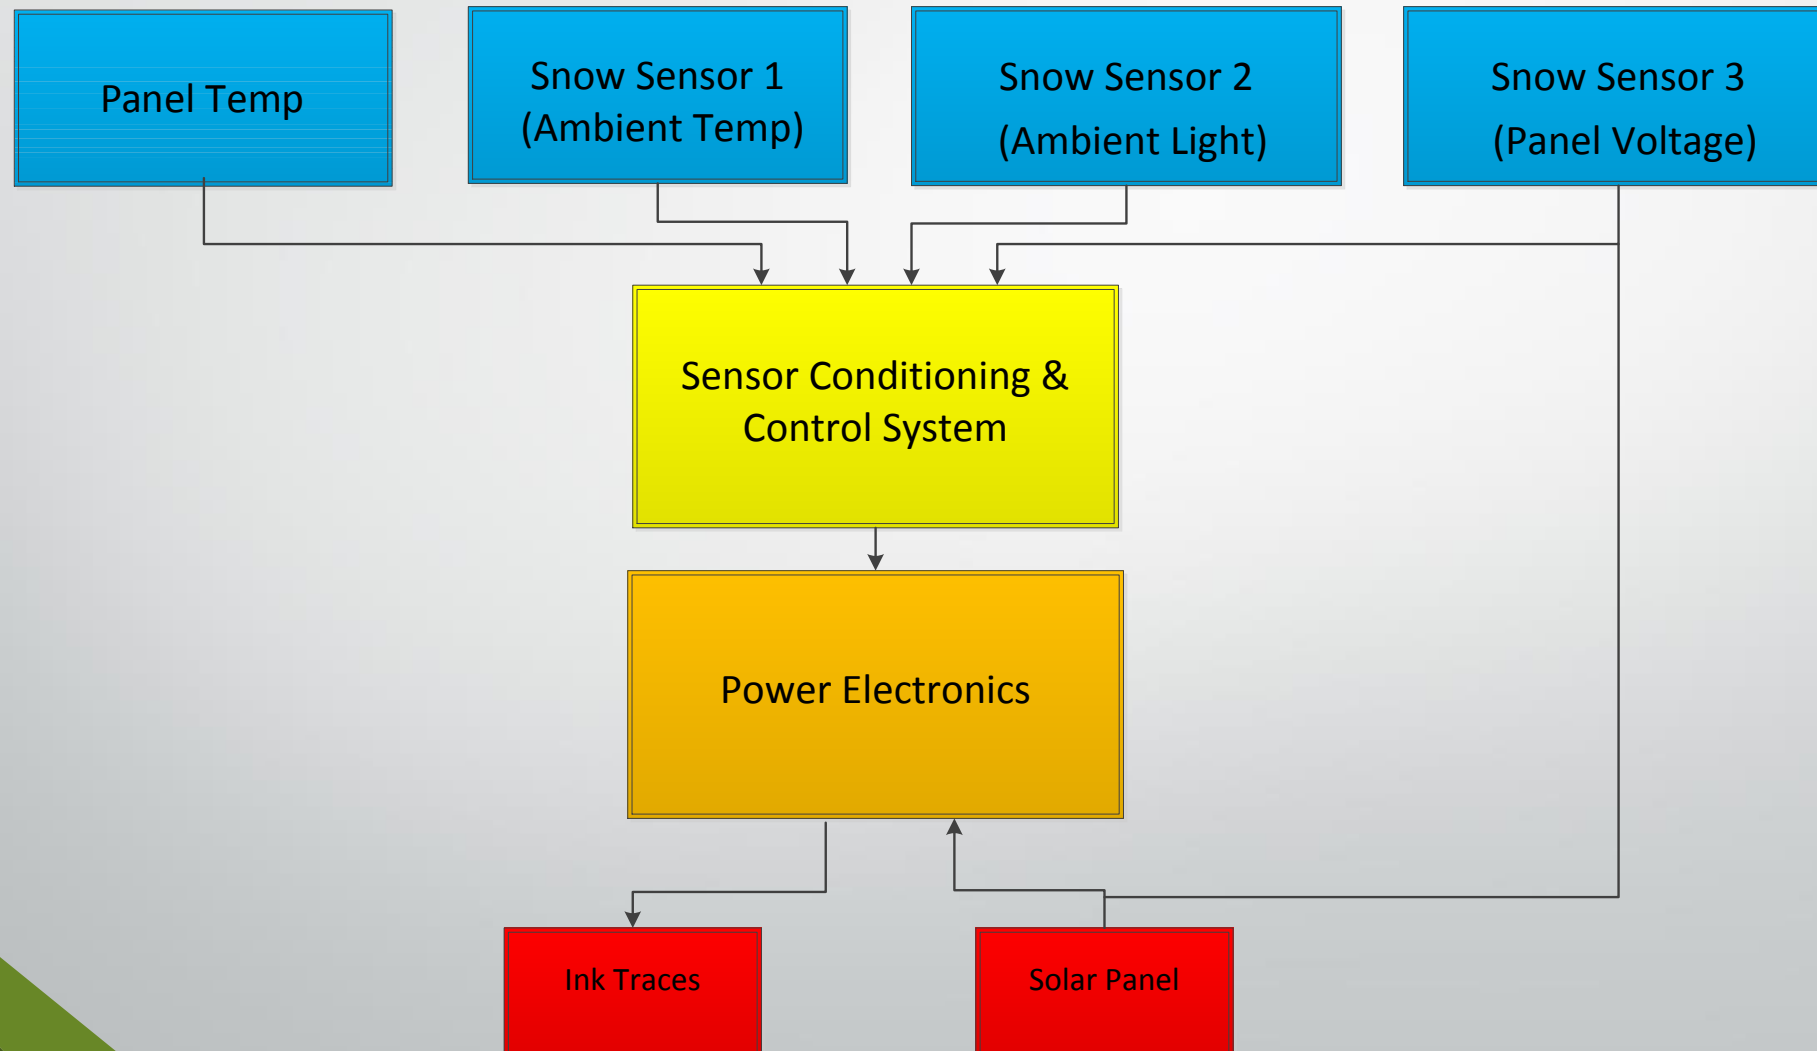 Panel Temp
Snow Sensor 1
(Ambient Temp)
Snow Sensor 2
(Ambient Light)
Snow Sensor 3
(Panel Voltage)
Sensor Conditioning &
Control System
Power Electronics
Ink Traces
Solar Panel